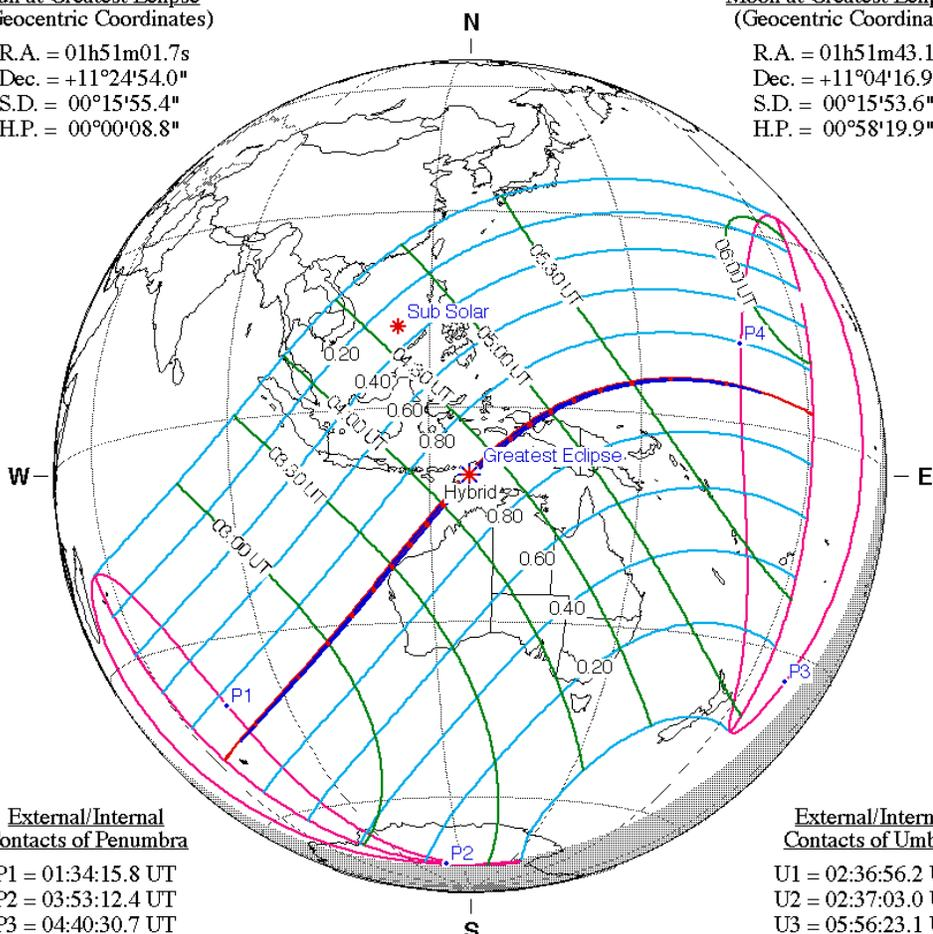 N
Geocentric Coordinates)
R.A. = 01h51m01.7s
Dec. = +11°24'54.0"
S.D. = 00°15'55.4"
H.P. = 00°00'08.8"
(Geocentric Coordina
R.A. = 01h51m43.1
Dec. = +11°04'16.9
S.D. = 00°15'53.6"
H.P. = 00°58'19.9"
05:30 UT
06:00 UT
Sub Solar
P4
05:00 UT
0.20
04:30 UT
0.40
0.60
04:00 UT
0.80
Greatest Eclipse
W
E
03:30 UT
Hybrid
0.80
03:00 UT
0.60
0.40
0.20
P3
P1
P2
External/Internal
ontacts of Penumbra
P1 = 01:34:15.8 UT
P2 = 03:53:12.4 UT
P3 = 04:40:30.7 UT
External/Intern
Contacts of Umb
U1 = 02:36:56.2
U2 = 02:37:03.0
U3 = 05:56:23.1
S